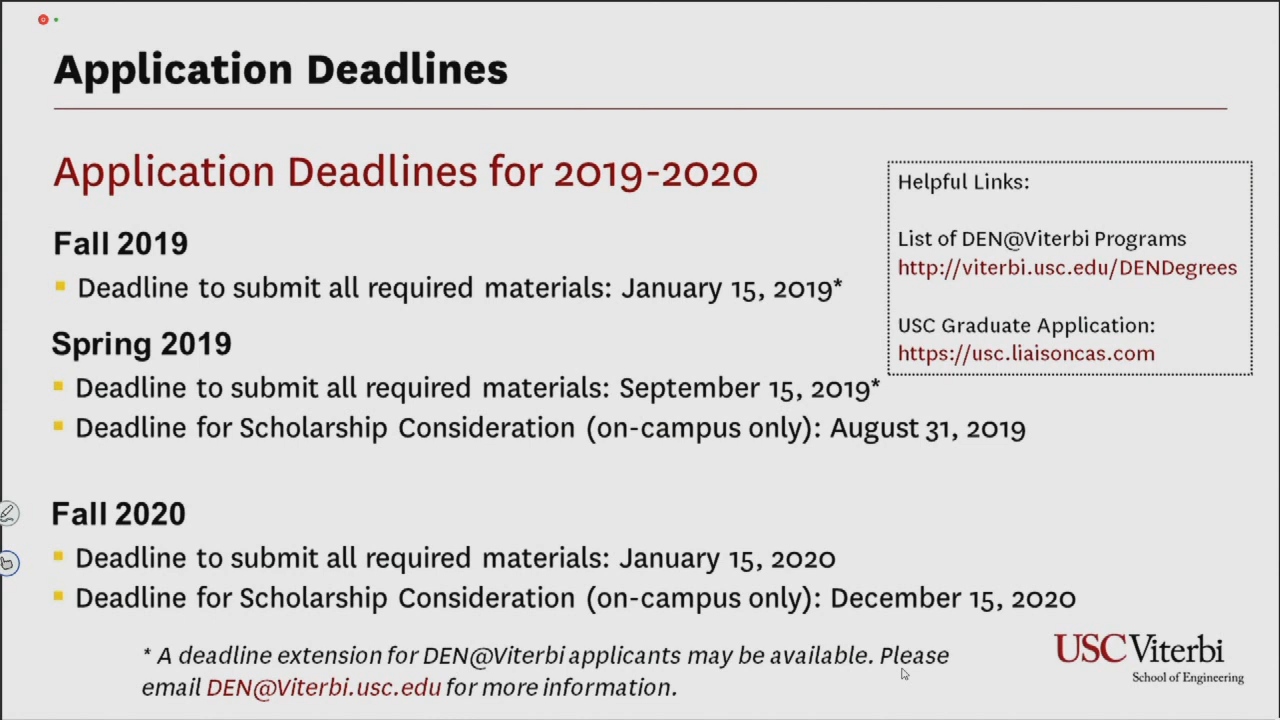 Application Deadlines
Application Deadlines for 2019-2020
Fall 2019
Deadline to submit all required materials: January 15, 2019*
Spring 2019
Deadline to submit all required materials: September 15, 2019*
Deadline for Scholarship Consideration (on-campus only): August 31, 2019
Fall 2020
Deadline to submit all required materials: January 15, 2020
Deadline for Scholarship Consideration (on-campus only): December 15, 2020
* A deadline extension for DEN@Viterbi applicants may be available. Please
email DEN@Viterbi.usc.edu for more information.
Helpful Links:
List of DEN@Viterbi Programs
http://viterbi.usc.edu/DENDegrees
USC Graduate Application:
https://usc.liaisoncas.com
USC Viterbi
School of Engineering